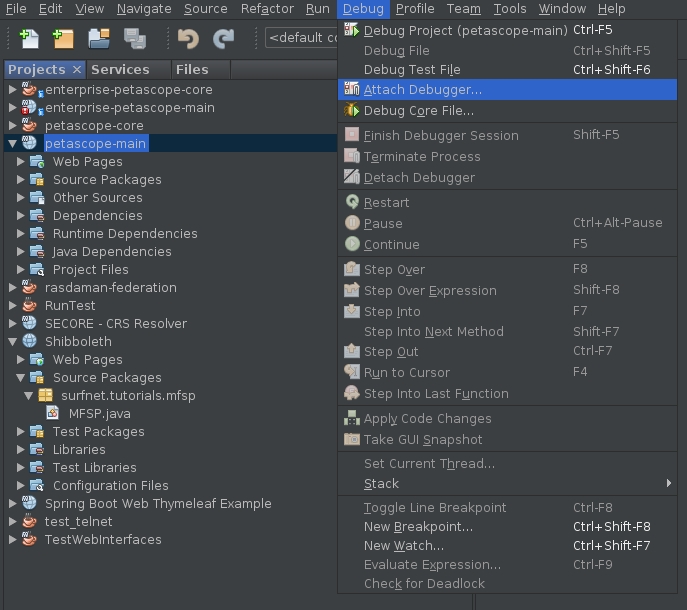 File Edit View Navigate Source Refactor Run Debug Profile Team Tools Window Help
<default co
Projects × Services Files
enterprise-petascope-core
enterprise-petascope-main
petascope-core
petascope-main
Web Pages
Source Packages
Other Sources
Dependencies
Runtime Dependencies
Java Dependencies
Project Files
rasdaman-federation
RunTest
SECORE - CRS Resolver
Shibboleth
Web Pages
Source Packages
surfnet.tutorials.mfsp
MFSP.java
Test Packages
Libraries
Test Libraries
Configuration Files
Spring Boot Web Thymeleaf Example
test_telnet
TestWebInterfaces
Debug Project (petascope-main) Ctrl-F5
Debug File Ctrl+Shift-F5
Debug Test File Ctrl+Shift-F6
Attach Debugger...
Debug Core File...
Finish Debugger Session Shift-F5
Terminate Process
Detach Debugger
Restart
Pause Ctrl+Alt-Pause
Continue F5
Step Over F8
Step Over Expression Shift-F8
Step Into F7
Step Into Next Method Shift-F7
Step Out Ctrl-F7
Run to Cursor F4
Step Into Last Function
Apply Code Changes
Take GUI Snapshot
Set Current Thread...
Stack
Toggle Line Breakpoint Ctrl-F8
New Breakpoint... Ctrl+Shift-F8
New Watch... Ctrl+Shift-F7
Evaluate Expression... Ctrl-F9
Check for Deadlock